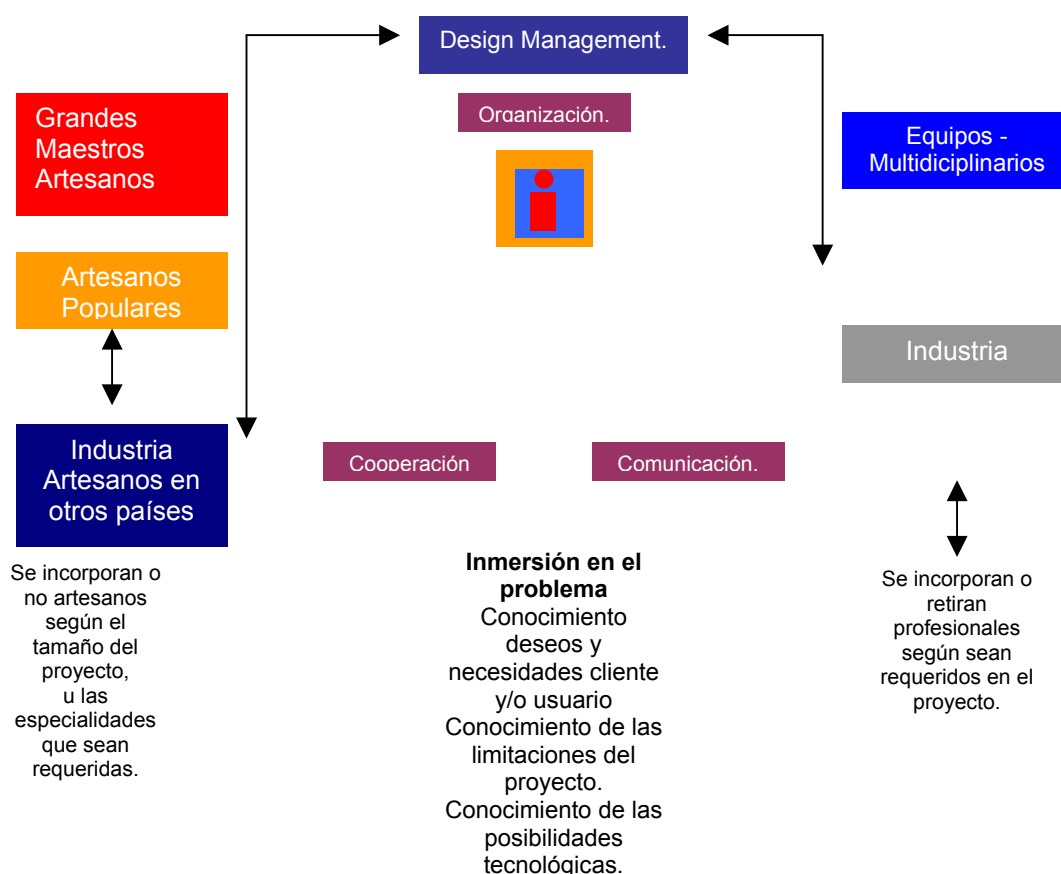 Design Management.
Organización.
Grandes
Maestros
Artesanos
Equipos -
Multidiciplinarios
Artesanos
Populares
Industria
Industria
Artesanos en
otros países
Cooperación
Comunicación.
Se incorporan o
no artesanos
según el
tamaño del
proyecto,
u las
especialidades
que sean
requeridas.
Inmersión en el
problema
Conocimiento
deseos y
necesidades cliente
y/o usuario
Conocimiento de las
limitaciones del
proyecto.
Conocimiento de las
posibilidades
tecnológicas.
Se incorporan o
retiran
profesionales
según sean
requeridos en el
proyecto.